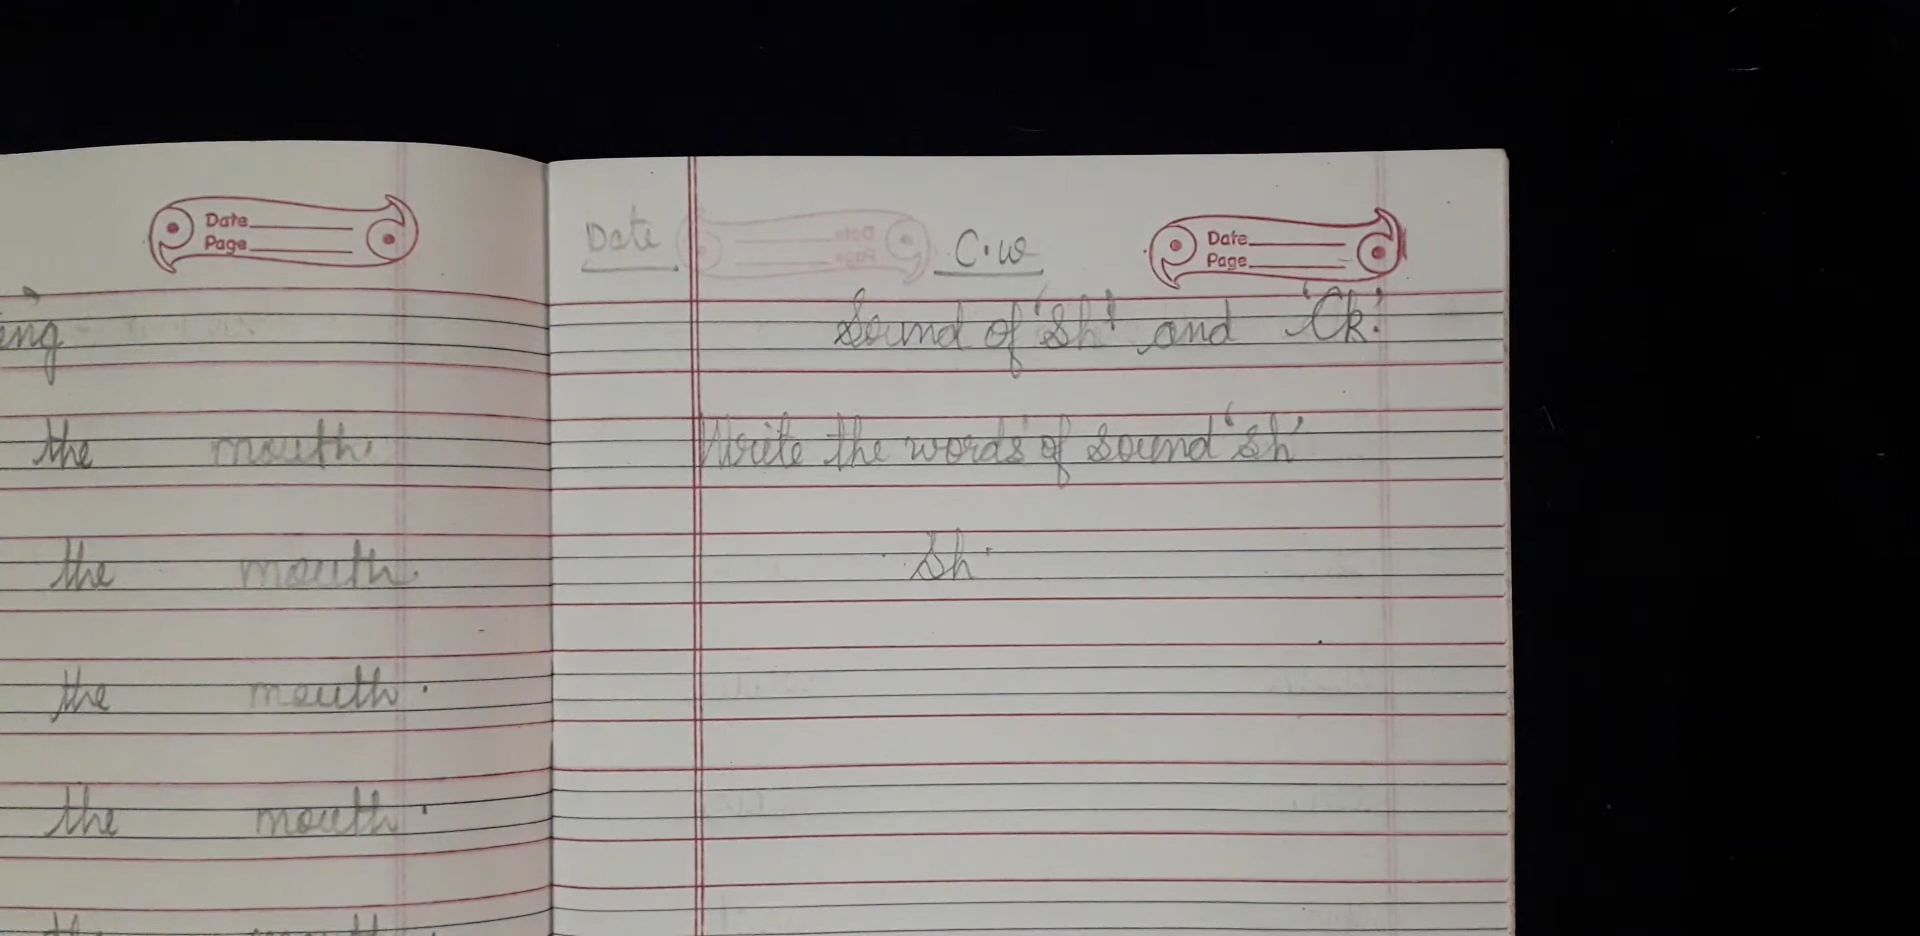 Date
Page
ing
the mouth.
the mouth.
the mouth.
the mouth.
Date
C.w
Date
Page
Sound of 'Sh' and 'Ck'
Write the words of sound 'sh'
Sh